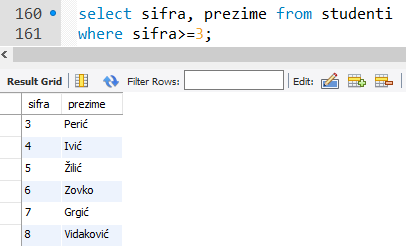 160 select sifra, prezime from studenti
161 where sifra>=3;
Result Grid Filter Rows: Edit:
sifra prezime
3 Perić
4 Ivić
5 Žilić
6 Zovko
7 Grgić
8 Vidaković